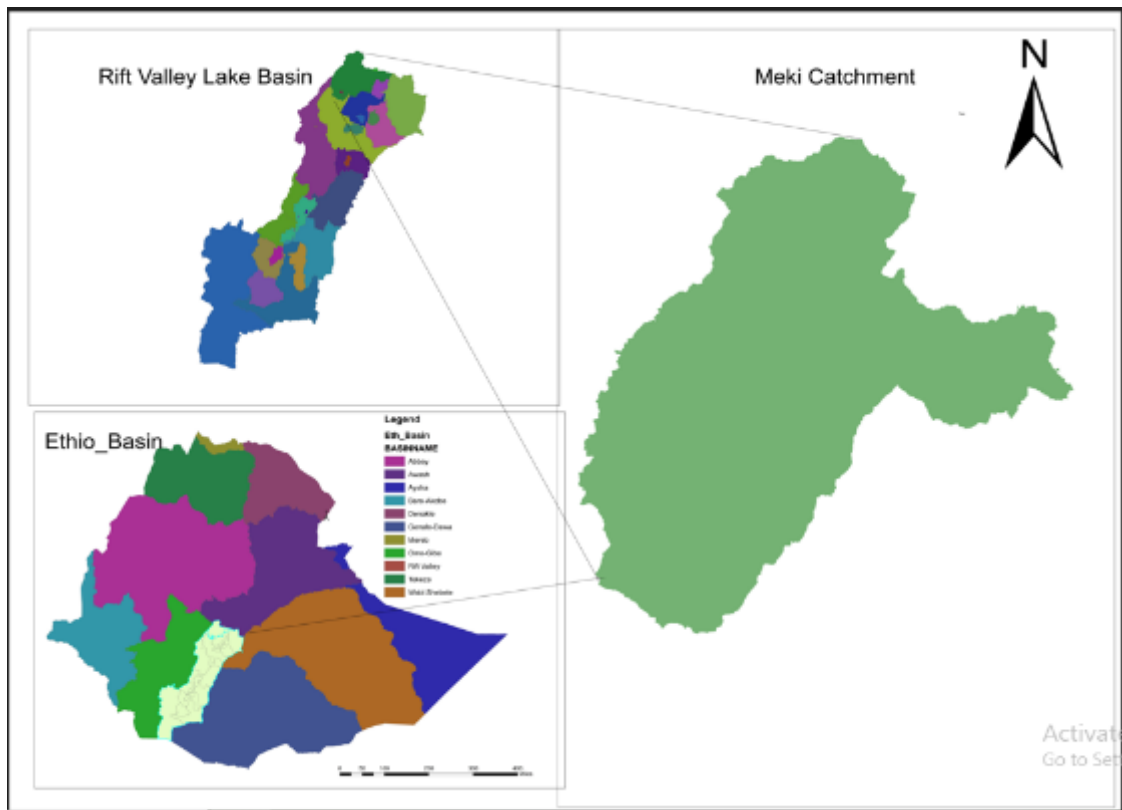 Rift Valley Lake Basin
Meki Catchment
N
Ethio_Basin
Legend
Eth_Basin
BASINNAME
Abbay
Awash
Aysha
Baro-Akobo
Denakle
Genale-Dawa
Mereb
Omo-Gibe
Rift Valley
Tekeze
Wabi Shebele
Activate
Go to Set